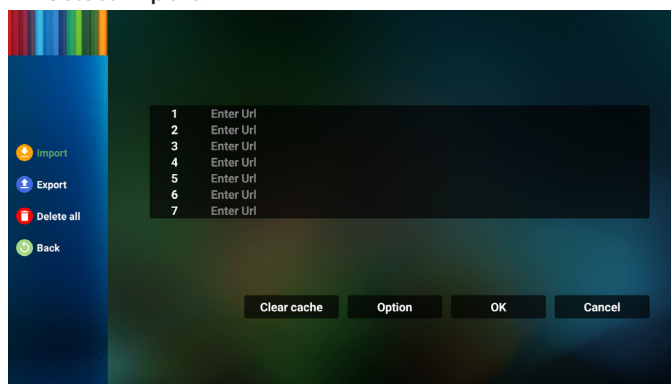 Import
Export
Delete all
Back
1 Enter Url
2 Enter Url
3 Enter Url
4 Enter Url
5 Enter Url
6 Enter Url
7 Enter Url
Clear cache Option OK Cancel